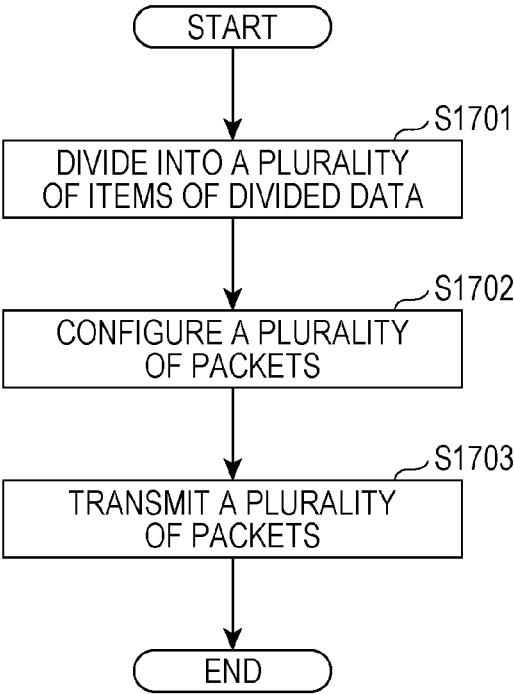 START
S1701
DIVIDE INTO A PLURALITY
OF ITEMS OF DIVIDED DATA
S1702
CONFIGURE A PLURALITY
OF PACKETS
S1703
TRANSMIT A PLURALITY
OF PACKETS
END